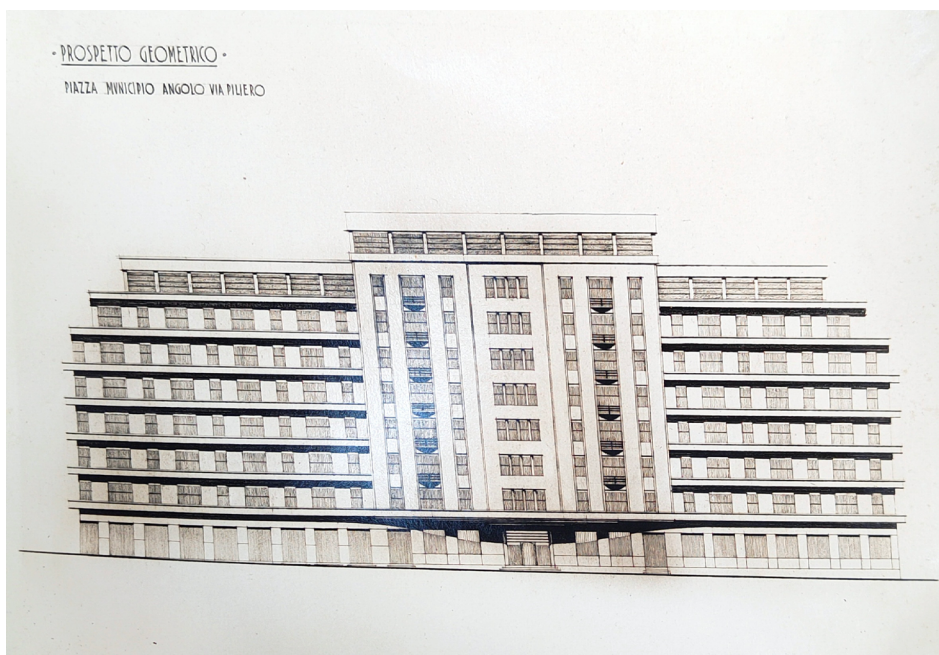 · PROSPETTO GEOMETRICO ·
PIAZZA MVNICIPIO ANGOLO VIA PILIERO